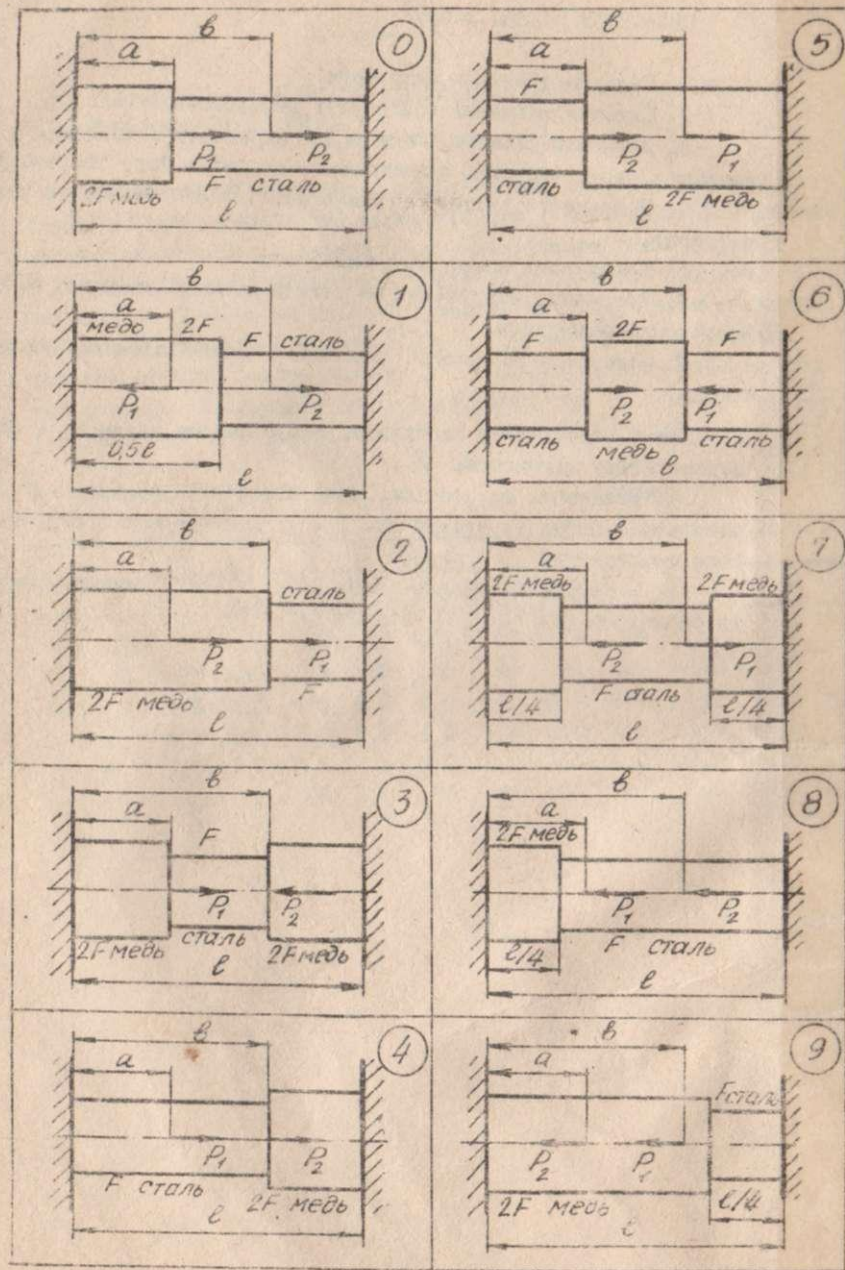 в
0
a
P₁
P₂
2F медь
F сталь
ℓ
в
5
a
F
P₂
P₁
сталь
2F медь
ℓ
в
1
a
медь 2F
F сталь
P₁
P₂
0,5ℓ
ℓ
в
6
a
F
2F
F
P₂
P₁
сталь
медь
сталь
ℓ
в
2
a
сталь
P₂
P₁
2F медь
F
ℓ
в
7
a
2F медь
2F медь
P₂
P₁
ℓ/4
F сталь
ℓ/4
ℓ
в
3
a
F
P₁
P₂
2F медь
сталь
2F медь
ℓ
в
8
a
2F медь
P₁
P₂
ℓ/4
F сталь
ℓ
в
4
a
P₁
P₂
F сталь
2F медь
ℓ
в
9
a
F сталь
P₂
P₁
2F медь
ℓ/4
ℓ